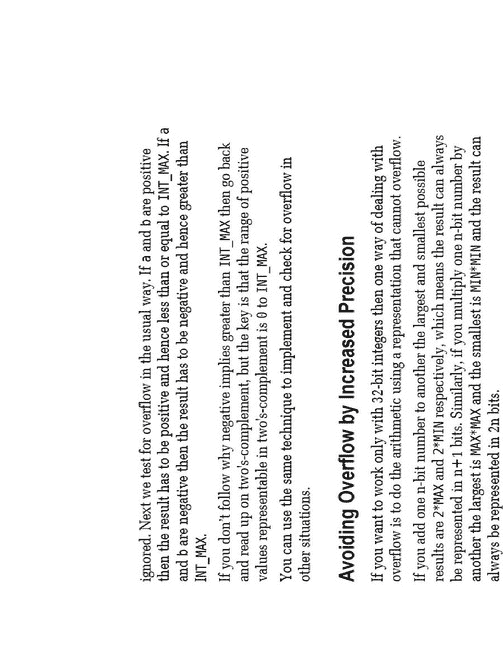 ignored. Next we test for overflow in the usual way. If a and b are positive
then the result has to be positive and hence less than or equal to INT_MAX. If a
and b are negative then the result has to be negative and hence greater than
INT_MAX.
If you don't follow why negative implies greater than INT_MAX then go back
and read up on two's-complement, but the key is that the range of positive
values representable in two's-complement is 0 to INT_MAX.
You can use the same technique to implement and check for overflow in
other situations.
Avoiding Overflow by Increased Precision
If you want to work only with 32-bit integers then one way of dealing with
overflow is to do the arithmetic using a representation that cannot overflow.
If you add one n-bit number to another the largest and smallest possible
results are 2*MAX and 2*MIN respectively, which means the result can always
be represented in n+1 bits. Similarly, if you multiply one n-bit number by
another the largest is MAX*MAX and the smallest is MIN*MIN and the result can
always be represented in 2n bits.